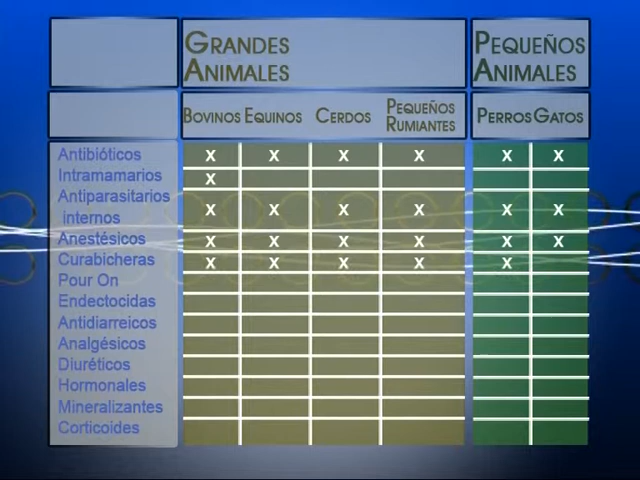 GRANDES
ANIMALES
PEQUEÑOS
ANIMALES
BOVINOS EQUINOS CERDOS PEQUEÑOS RUMIANTES PERROS GATOS
Antibióticos X X X X X X
Intramamarios X
Antiparasitarios
internos X X X X X X
Anestésicos X X X X X X
Curabicheras X X X X X
Pour On
Endectocidas
Antidiarreicos
Analgésicos
Diuréticos
Hormonales
Mineralizantes
Corticoides